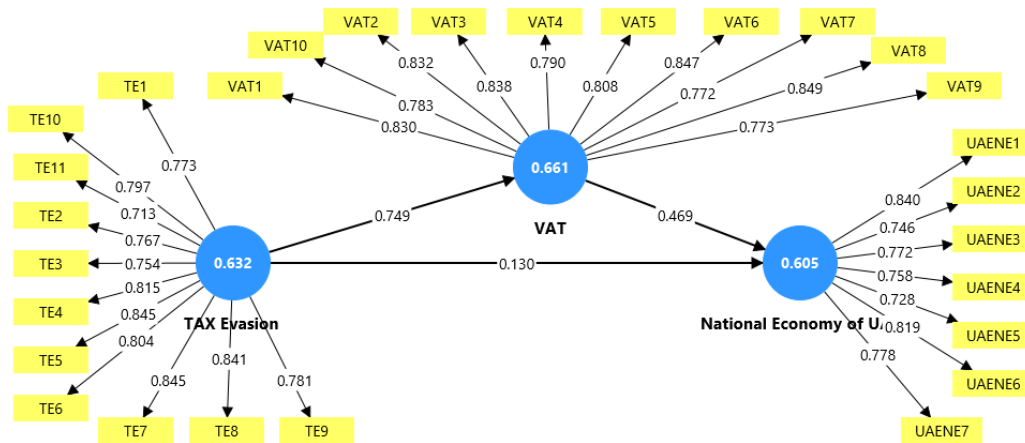 VAT2
VAT3
VAT4
VAT5
VAT6
VAT7
VAT10
VAT8
VAT1
VAT9
0.832
0.838
0.790
0.808
0.847
0.772
0.849
0.783
0.830
0.773
TE1
TE10
TE11
TE2
TE3
TE4
TE5
TE6
TE7
TE8
TE9
0.773
0.797
0.713
0.767
0.754
0.815
0.845
0.804
0.845
0.841
0.781
0.661
VAT
0.749
0.469
0.130
0.632
TAX Evasion
0.605
National Economy of U
UAENE1
UAENE2
UAENE3
UAENE4
UAENE5
UAENE6
UAENE7
0.840
0.746
0.772
0.758
0.728
0.819
0.778